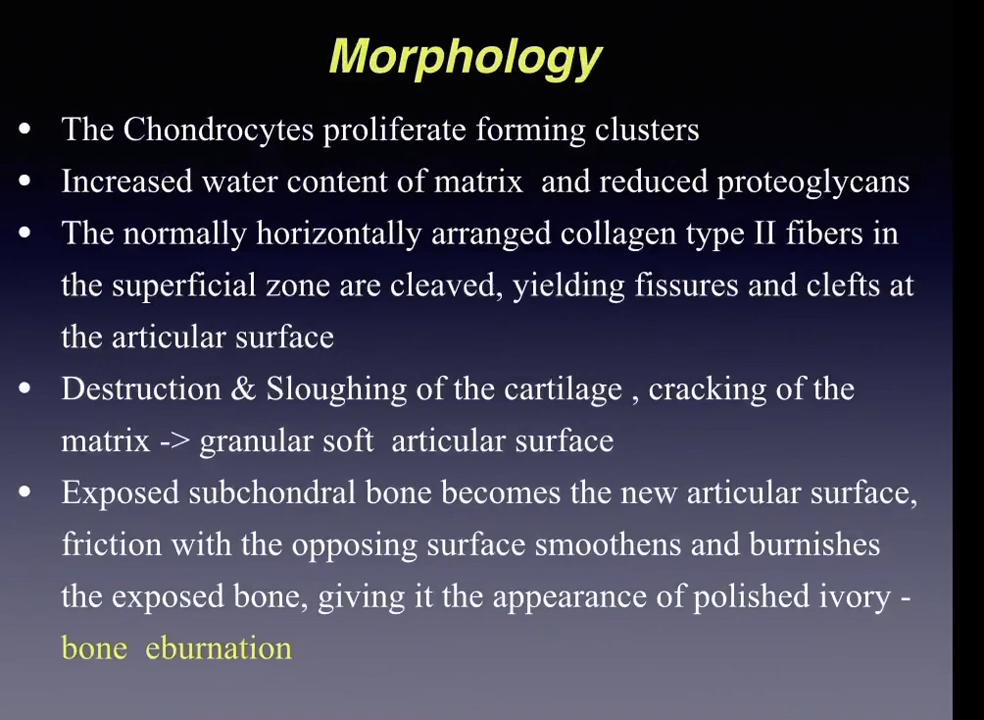 Morphology
• The Chondrocytes proliferate forming clusters
• Increased water content of matrix and reduced proteoglycans
• The normally horizontally arranged collagen type II fibers in
the superficial zone are cleaved, yielding fissures and clefts at
the articular surface
• Destruction & Sloughing of the cartilage , cracking of the
matrix -> granular soft articular surface
• Exposed subchondral bone becomes the new articular surface,
friction with the opposing surface smoothens and burnishes
the exposed bone, giving it the appearance of polished ivory -
bone eburnation